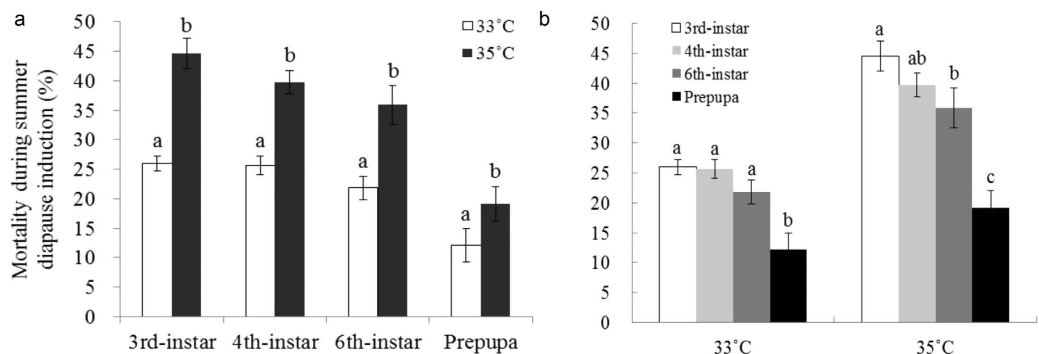 a
Mortality during summer
diapause induction (%)
50
45
40
35
30
25
20
15
10
5
0
33˚C
35˚C
a
b
a
b
a
b
a
b
3rd-instar
4th-instar
6th-instar
Prepupa
b
50
45
40
35
30
25
20
15
10
5
0
3rd-instar
4th-instar
6th-instar
Prepupa
a
a
a
b
a
ab
b
c
33˚C
35˚C